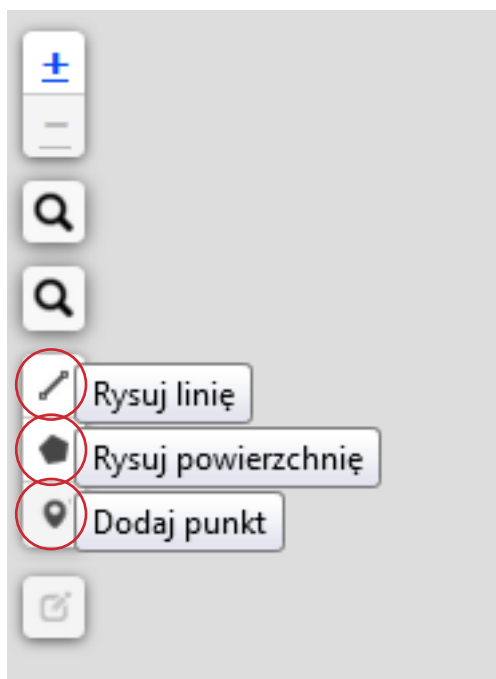 +
−
Rysuj linię
Rysuj powierzchnię
Dodaj punkt